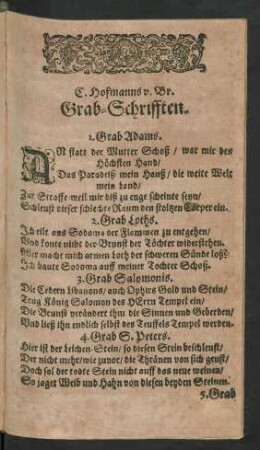 C. Hofmanns v. Br.
Grab-Schrifften.
1. Grab Adams.
AN statt der Mutter Schoß / war mir des
Höchsten Hand /
Das Paradeiß mein Hauß / die weite Welt
mein Land /
Zur Straffe weil mir diß zu enge scheinte seyn /
Schleust dieser schlechte Raum den stoltzen Cörper ein.
2. Grab Loths.
Ich eilt aus Sodoma der Flammen zu entgehen /
Und konte nicht der Brunst der Töchter widerstehen.
Wer macht mich armen Loth der schweren Sünde loß?
Ich baute Sodoma auff meiner Tochter Schoß.
3. Grab Salomonis.
Die Cedern Libanons / auch Ophirs Gold und Stein /
Trug König Salomon des HErrn Tempel ein /
Die Brunst verändert ihm die Sinnen und Geberden /
Und ließ ihn endlich selbst des Teuffels Tempel werden.
4. Grab S. Peters.
Hier ist der Leichen-Stein / so diesen Stein beschleust /
Der nicht mehr / wie zuvor / die Thränen von sich geust /
Doch sol der todte Stein nicht auff das neue weinen /
So jaget Weib und Hahn von diesen beyden Steinen.
5. Grab